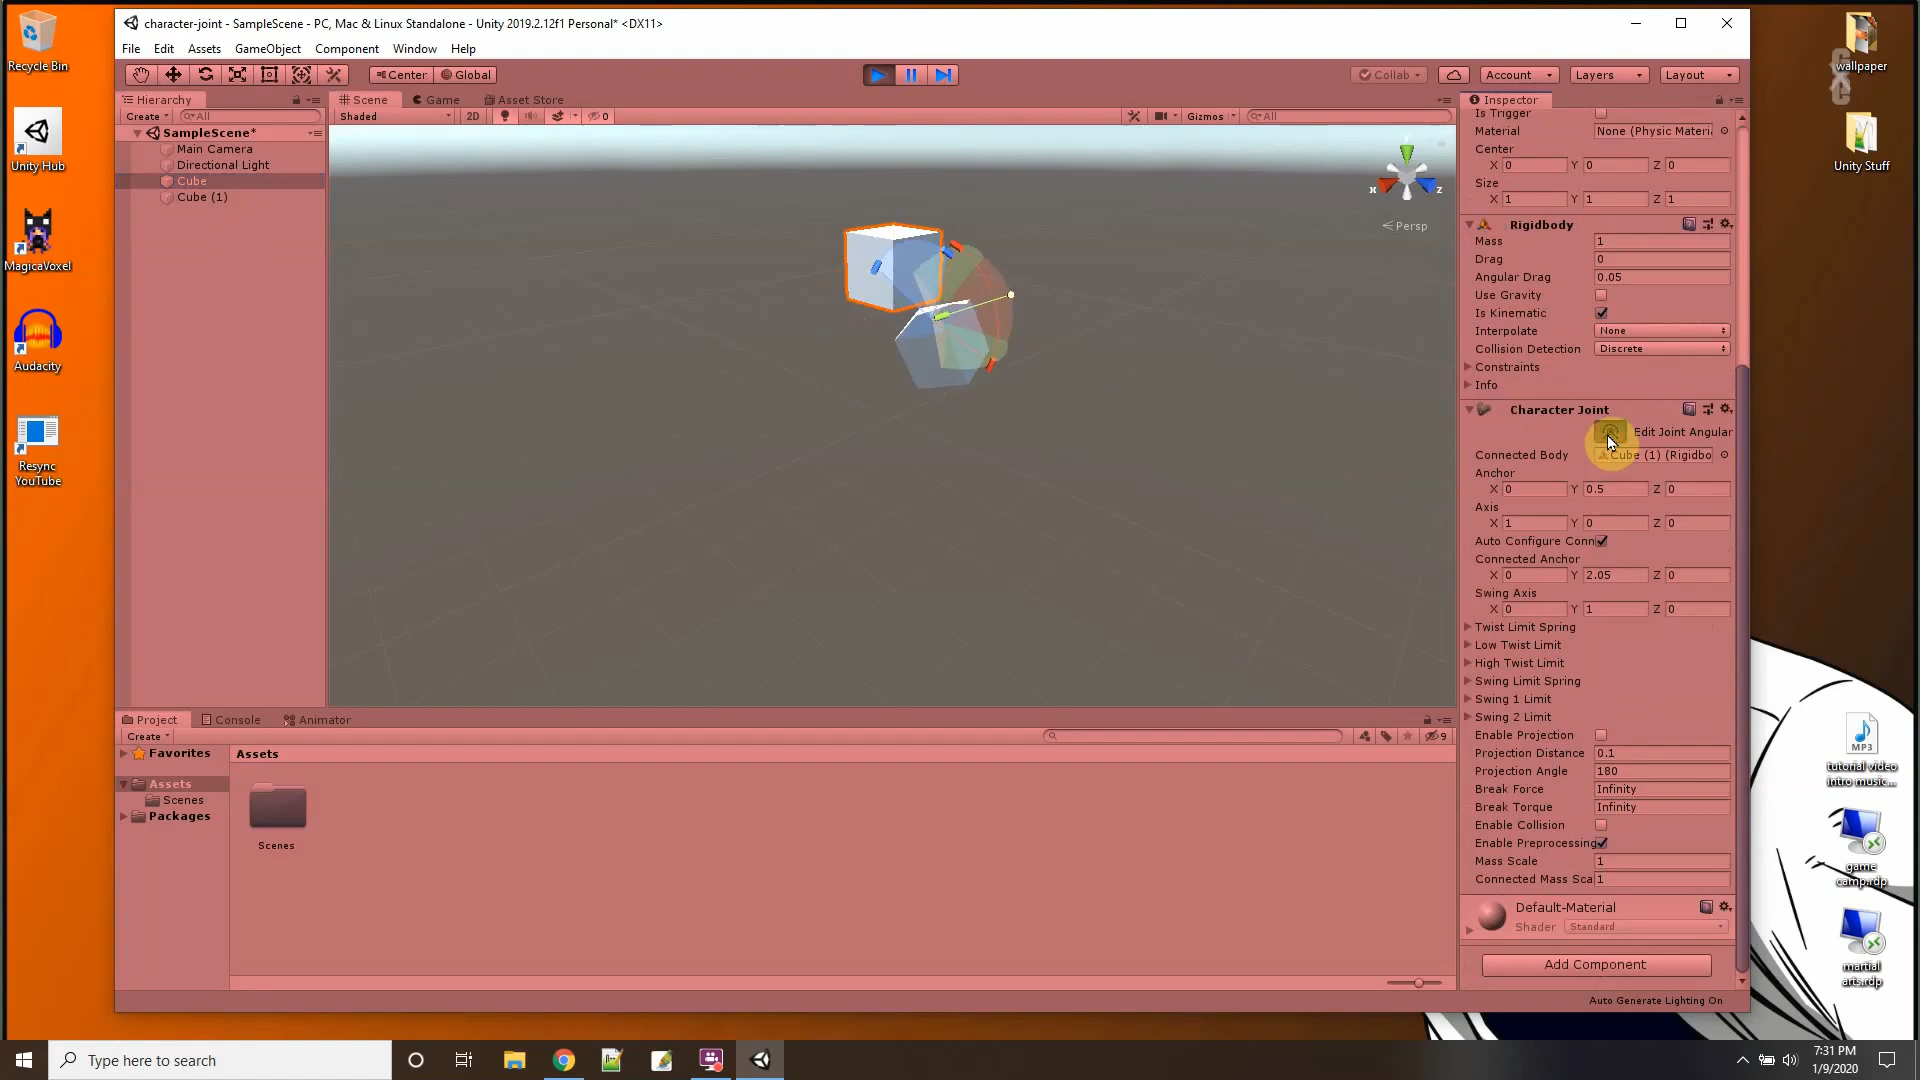 character-joint - SampleScene - PC, Mac & Linux Standalone - Unity 2019.2.12f1 Personal* <DX11>
File Edit Assets GameObject Component Window Help
Center Global
Collab Account Layers Layout
Hierarchy
Create All
SampleScene*
Main Camera
Directional Light
Cube
Cube (1)
Scene Game Asset Store
Shaded 2D 0 Gizmos All
x z
Persp
Inspector
Is Trigger
Material None (Physic Materi
Center
X 0 Y 0 Z 0
Size
X 1 Y 1 Z 1
Rigidbody
Mass 1
Drag 0
Angular Drag 0.05
Use Gravity
Is Kinematic
Interpolate None
Collision Detection Discrete
Constraints
Info
Character Joint
Edit Joint Angular
Connected Body Cube (1) (Rigidbo
Anchor
X 0 Y 0.5 Z 0
Axis
X 1 Y 0 Z 0
Auto Configure Conn
Connected Anchor
X 0 Y 2.05 Z 0
Swing Axis
X 0 Y 1 Z 0
Twist Limit Spring
Low Twist Limit
High Twist Limit
Swing Limit Spring
Swing 1 Limit
Swing 2 Limit
Enable Projection
Projection Distance 0.1
Projection Angle 180
Break Force Infinity
Break Torque Infinity
Enable Collision
Enable Preprocessing
Mass Scale 1
Connected Mass Sca 1
Default-Material
Shader Standard
Add Component
Auto Generate Lighting On
Project Console Animator
Create 9
Favorites
Assets
Scenes
Packages
Assets
Scenes
Recycle Bin
Unity Hub
MagicaVoxel
Audacity
Resync
YouTube
wallpaper
Unity Stuff
MP3
tutorial video
intro music...
game
camp.rdp
martial
arts.rdp
Type here to search
7:31 PM
1/9/2020